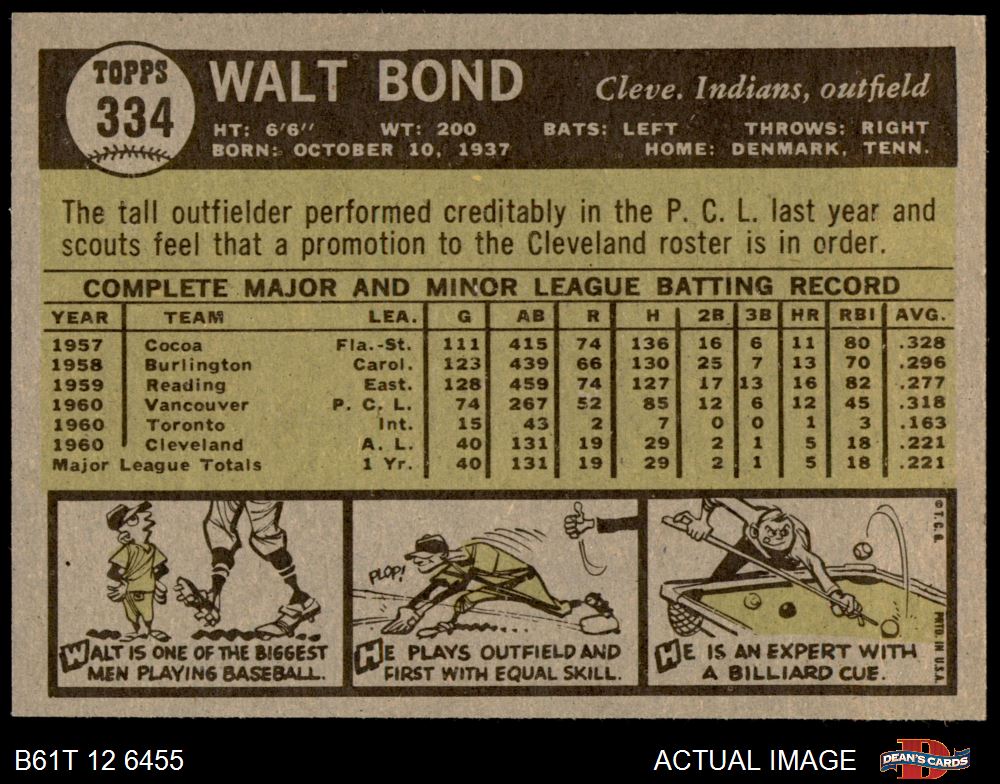 TOPPS
334
WALT BOND
Cleve. Indians, outfield
HT: 6'6" WT: 200 BATS: LEFT THROWS: RIGHT
BORN: OCTOBER 10, 1937 HOME: DENMARK, TENN.
The tall outfielder performed creditably in the P. C. L. last year and
scouts feel that a promotion to the Cleveland roster is in order.
COMPLETE MAJOR AND MINOR LEAGUE BATTING RECORD
YEAR TEAM LEA. G AB R H 2B 3B HR RBI AVG.
1957 Cocoa Fla.-St. 111 415 74 136 16 6 11 80 .328
1958 Burlington Carol. 123 439 66 130 25 7 13 70 .296
1959 Reading East. 128 459 74 127 17 13 16 82 .277
1960 Vancouver P. C. L. 74 267 52 85 12 6 12 45 .318
1960 Toronto Int. 15 43 2 7 0 0 1 3 .163
1960 Cleveland A. L. 40 131 19 29 2 1 5 18 .221
Major League Totals 1 Yr. 40 131 19 29 2 1 5 18 .221
WALT IS ONE OF THE BIGGEST
MEN PLAYING BASEBALL.
PLOP!
HE PLAYS OUTFIELD AND
FIRST WITH EQUAL SKILL.
HE IS AN EXPERT WITH
A BILLIARD CUE.
© T. C. G.
PRTD. IN U.S.A.
B61T 12 6455
ACTUAL IMAGE
DEAN'S CARDS